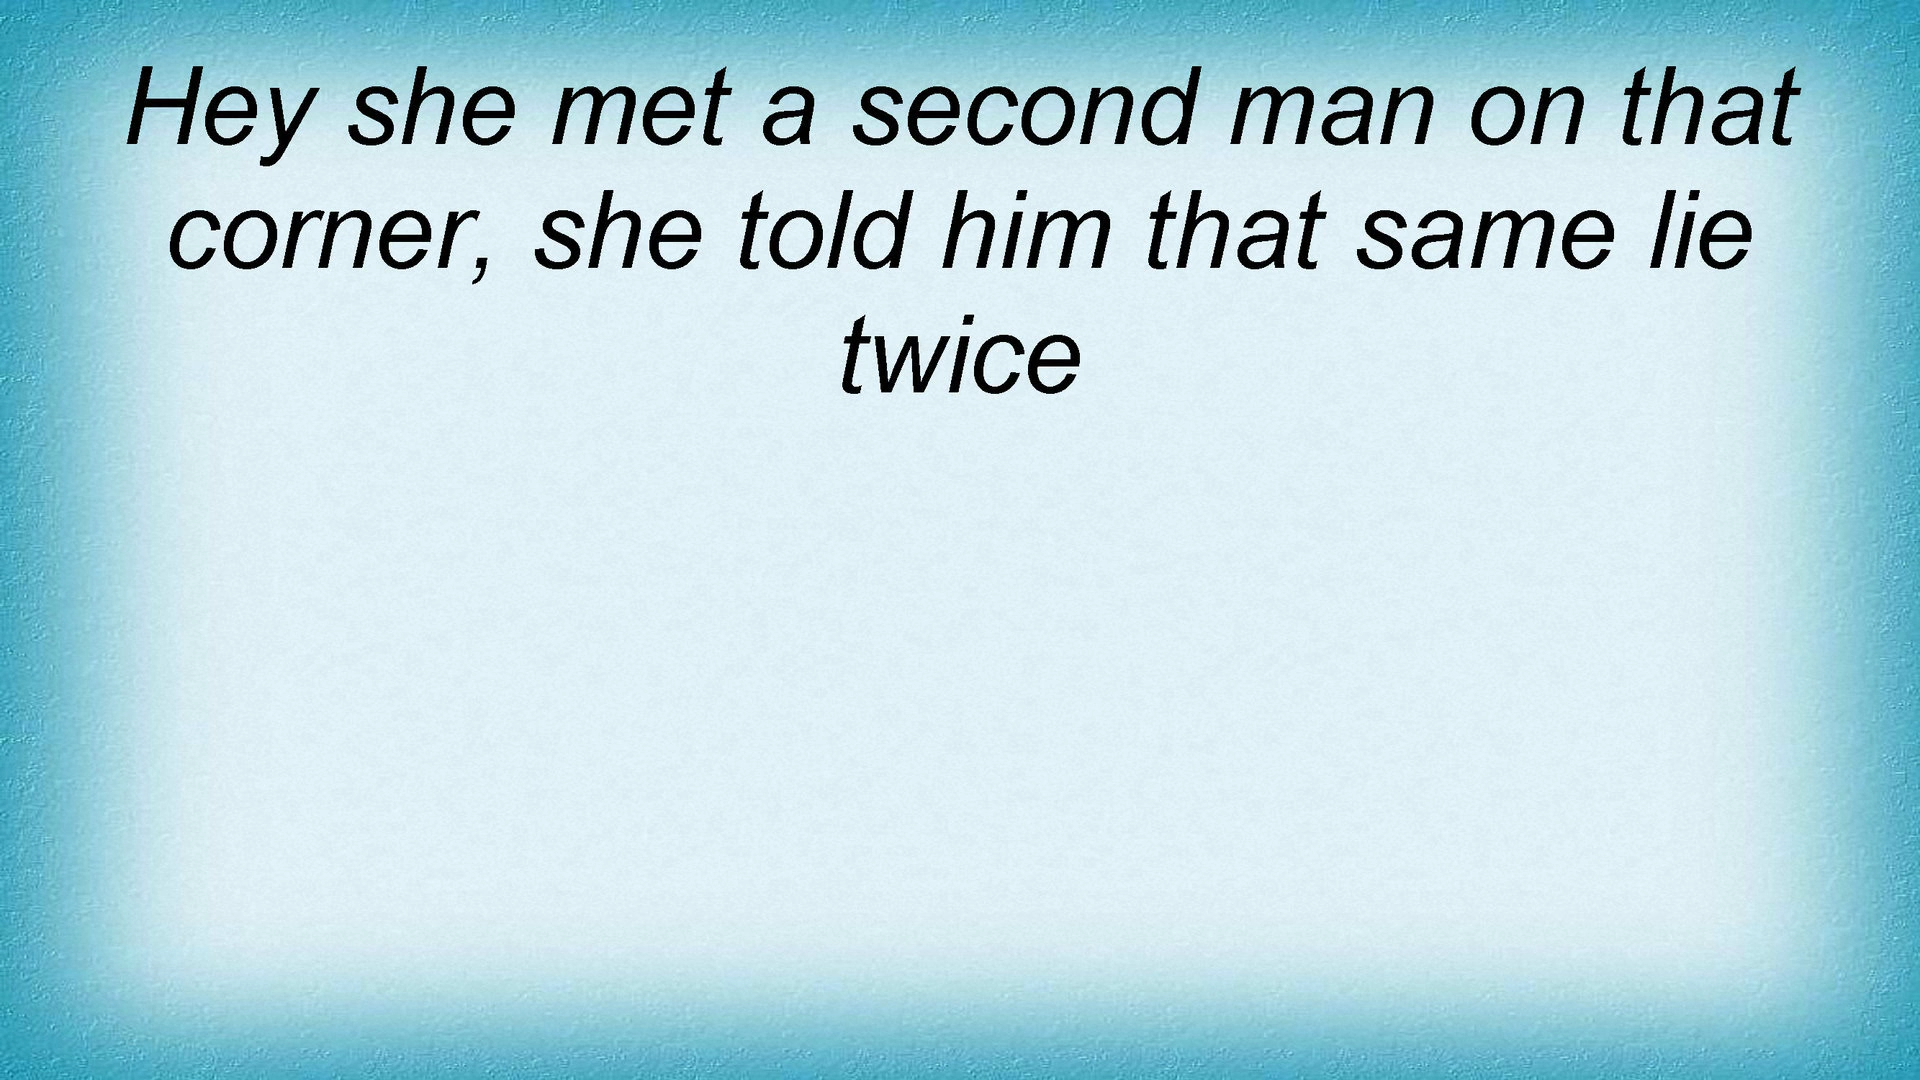 Hey she met a second man on that
corner, she told him that same lie
twice